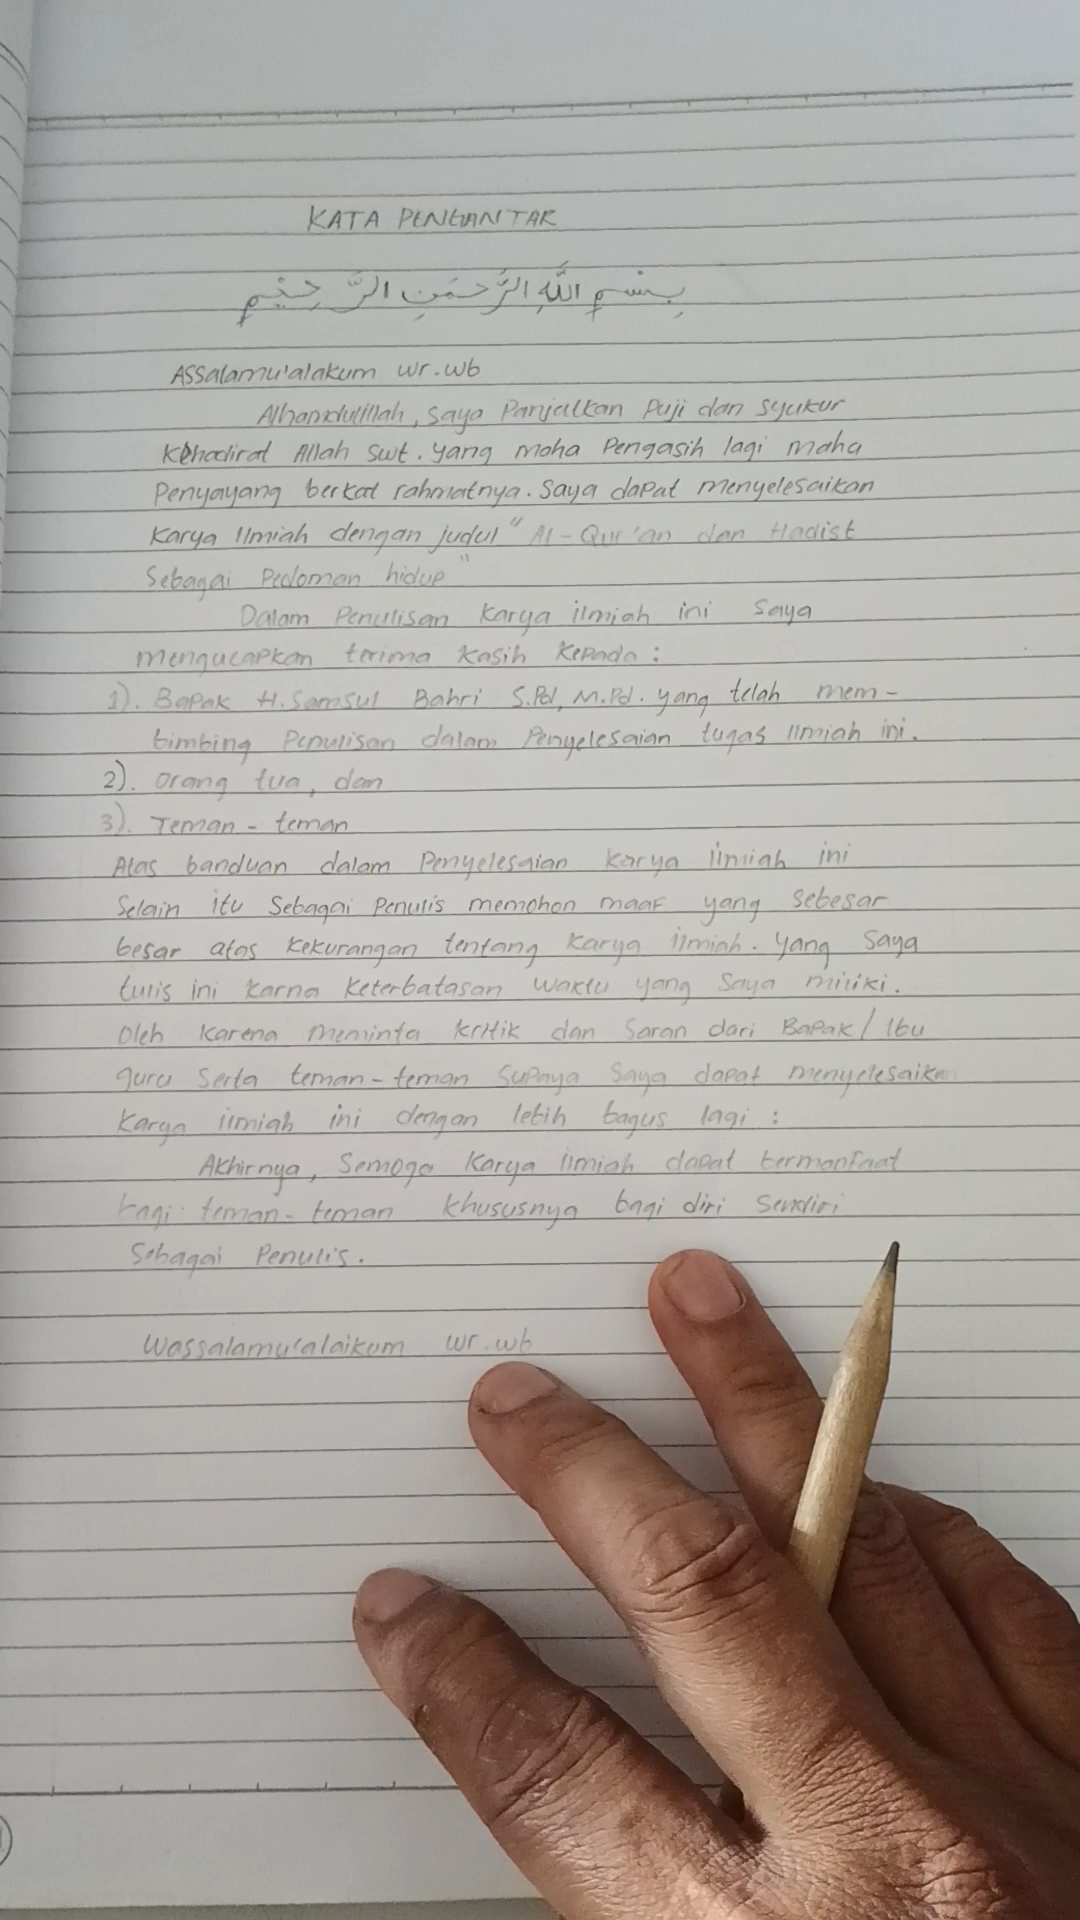 KATA PENGANTAR
بِسْمِ اللَّهِ الرَّحْمَنِ الرَّحِيْمِ
Assalamu'alakum wr.wb
Alhamdulillah, saya Panjatkan Puji dan syukur
Kehadirat Allah swt. yang maha Pengasih lagi maha
Penyayang berkat rahmatnya. Saya dapat menyelesaikan
Karya Ilmiah dengan judul " Al-Qur'an dan Hadist
Sebagai Pedoman hidup "
Dalam Penulisan Karya ilmiah ini Saya
mengucapkan terima Kasih Kepada :
1). Bapak H. Samsul Bahri S.Pd, M.Pd. yang telah mem-
bimbing Penulisan dalam Penyelesaian tugas Ilmiah ini.
2). Orang tua, dan
3). Teman - teman
Atas banduan dalam Penyelesaian Karya ilmiah ini
Selain itu Sebagai Penulis memohon maaf yang sebesar
besar atas Kekurangan tentang Karya ilmiah. yang Saya
tulis ini Karna Keterbatasan Waktu yang Saya miliki.
Oleh Karena meminta Kritik dan Saran dari Bapak/Ibu
guru Serta teman-teman Supaya Saya dapat menyelesaikan
Karya ilmiah ini dengan lebih bagus lagi :
Akhirnya, Semoga Karya ilmiah dapat bermanfaat
bagi teman-teman khususnya bagi diri Sendiri
Sebagai Penulis.
Wassalamu'alaikum wr.wb